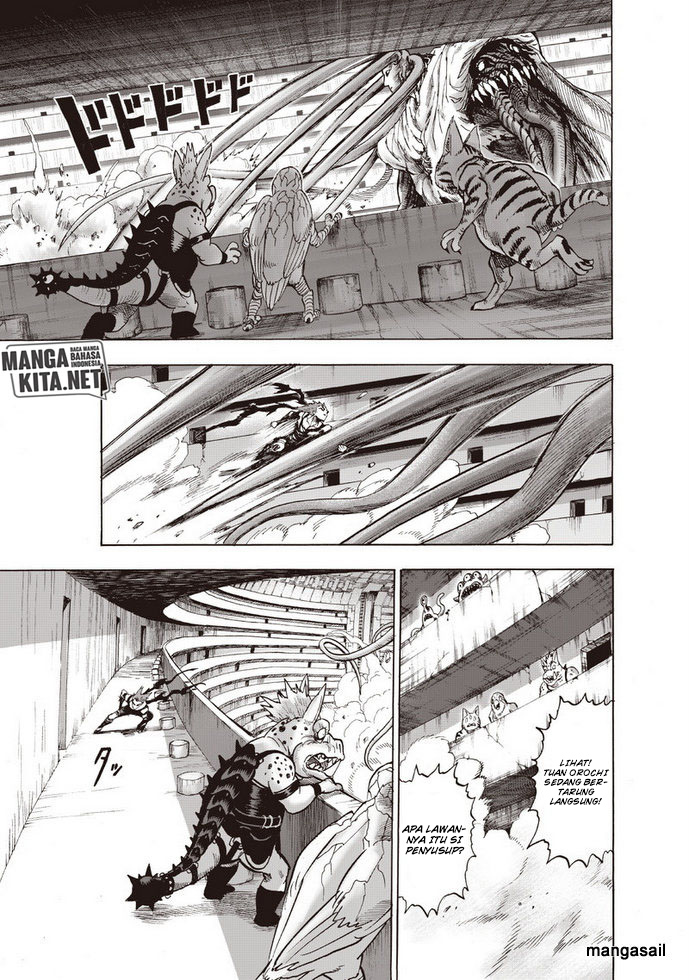 ドドドドドド
MANGA
KITA.NET
BACA MANGA
BAHASA
INDONESIA
タッ
LIHAT!
TUAN OROCHI
SEDANG BER-
TARUNG
LANGSUNG!
APA LAWAN-
NYA ITU SI
PENYUSUP?
mangasail